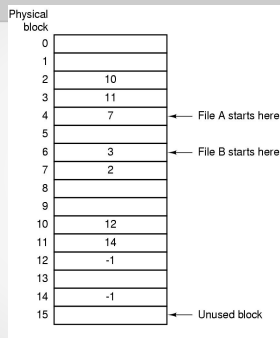 Physical
block
0
1
2 10
3 11
4 7 File A starts here
5
6 3 File B starts here
7 2
8
9
10 12
11 14
12 -1
13
14 -1
15 Unused block